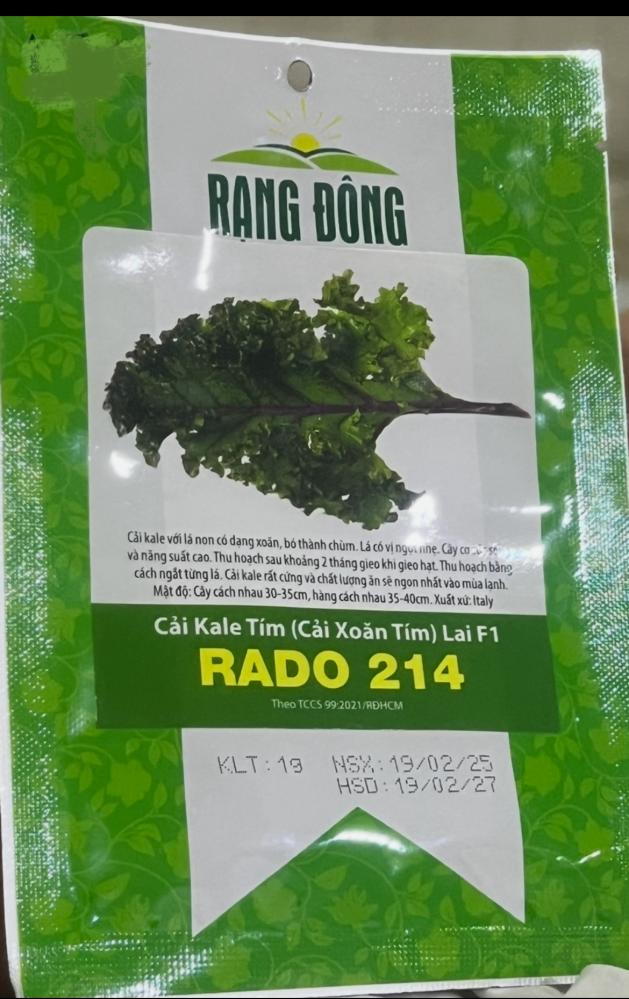 RẠNG ĐÔNG
Cải kale với lá non có dạng xoăn, bó thành chùm. Lá có vị ngọt nhẹ. Cây có
và năng suất cao. Thu hoạch sau khoảng 2 tháng gieo khi gieo hạt. Thu hoạch bằng
cách ngắt từng lá. Cải kale rất cứng và chất lượng ăn sẽ ngon nhất vào mùa lạnh.
Mật độ: Cây cách nhau 30-35cm, hàng cách nhau 35-40cm. Xuất xứ: Italy
Cải Kale Tím (Cải Xoăn Tím) Lai F1
RADO 214
Theo TCCS 99:2021/RĐHCM
KLT : 1g NSX : 19/02/25
HSD : 19/02/27